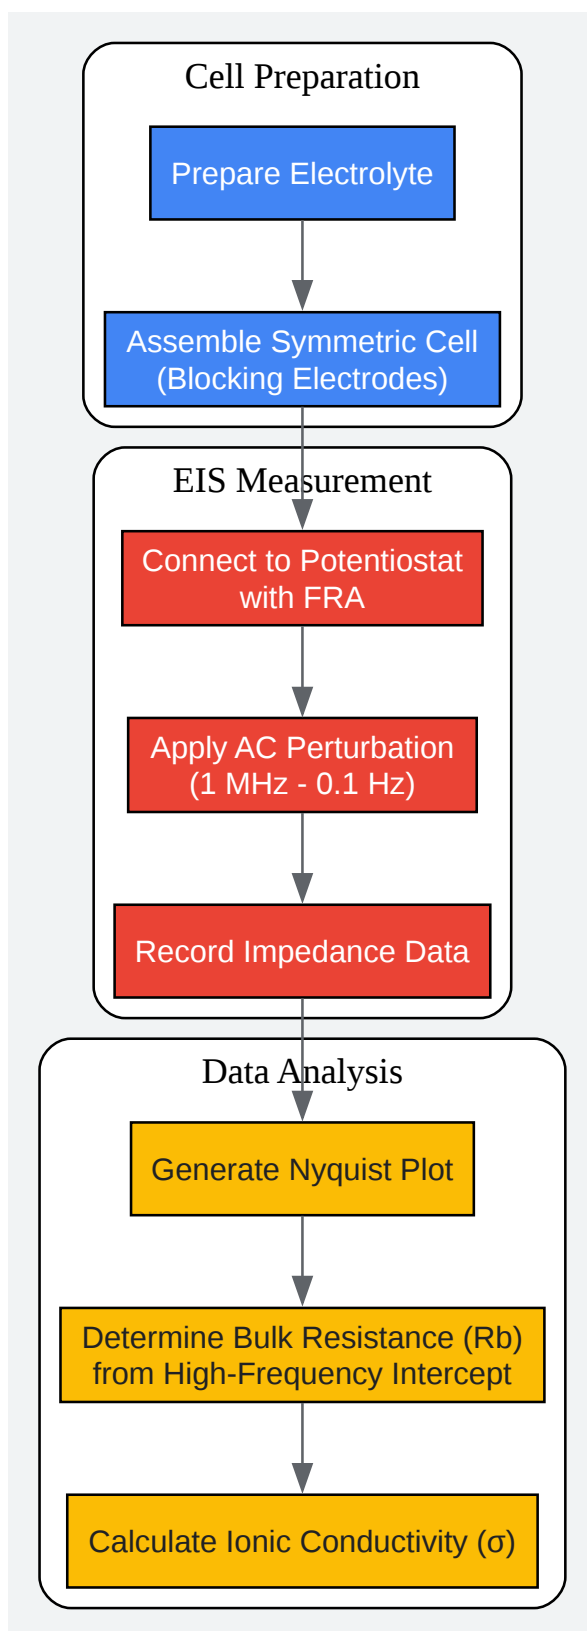 Cell Preparation
Prepare Electrolyte
Assemble Symmetric Cell
(Blocking Electrodes)
EIS Measurement
Connect to Potentiostat
with FRA
Apply AC Perturbation
(1 MHz - 0.1 Hz)
Record Impedance Data
Data Analysis
Generate Nyquist Plot
Determine Bulk Resistance (Rb)
from High-Frequency Intercept
Calculate Ionic Conductivity (σ)